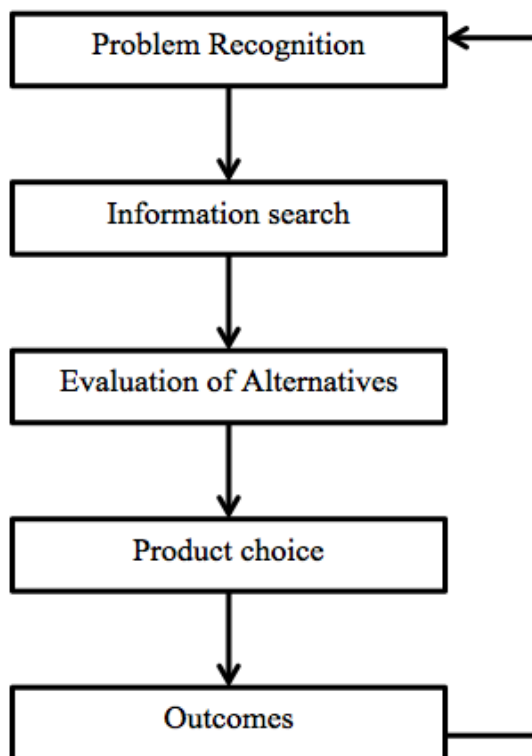 Problem Recognition
Information search
Evaluation of Alternatives
Product choice
Outcomes